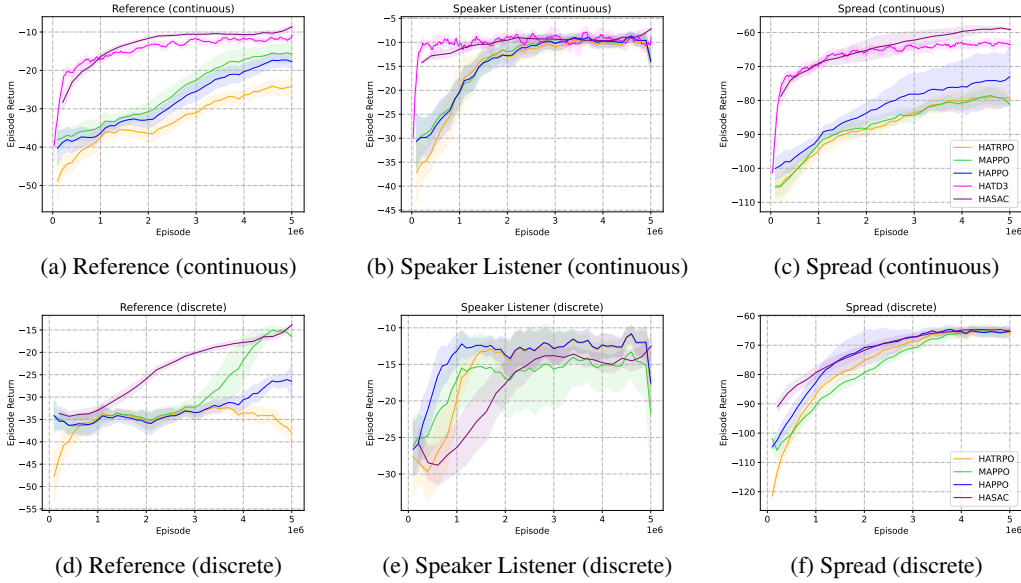 Reference (continuous)
Episode Return
−10
−20
−30
−40
−50
0 1 2 3 4 5
Episode
1e6
(a) Reference (continuous)
Speaker Listener (continuous)
Episode Return
−5
−10
−15
−20
−25
−30
−35
−40
−45
0 1 2 3 4 5
Episode
1e6
(b) Speaker Listener (continuous)
Spread (continuous)
Episode Return
−60
−70
−80
−90
−100
−110
HATRPO
MAPPO
HAPPO
HATD3
HASAC
0 1 2 3 4 5
Episode
1e6
(c) Spread (continuous)
Reference (discrete)
Episode Return
−15
−20
−25
−30
−35
−40
−45
−50
−55
0 1 2 3 4 5
Episode
1e6
(d) Reference (discrete)
Speaker Listener (discrete)
Episode Return
−10
−15
−20
−25
−30
0 1 2 3 4 5
Episode
1e6
(e) Speaker Listener (discrete)
Spread (discrete)
Episode Return
−60
−70
−80
−90
−100
−110
−120
HATRPO
MAPPO
HAPPO
HASAC
0 1 2 3 4 5
Episode
1e6
(f) Spread (discrete)